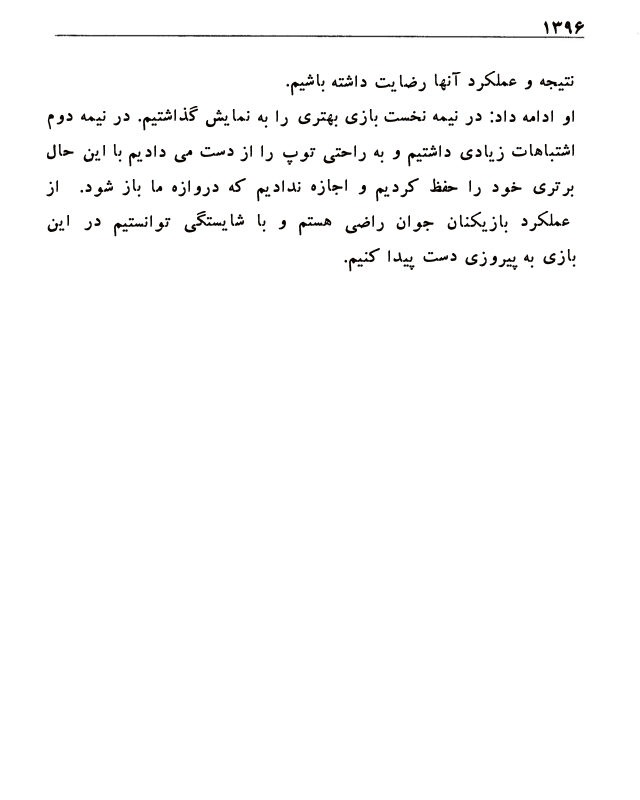 ۱۳۹۶
نتیجه و عملکرد آنها رضایت داشته باشیم.
او ادامه داد: در نیمه نخست بازی بهتری را به نمایش گذاشتیم. در نیمه دوم
اشتباهات زیادی داشتیم و به راحتی توپ را از دست می دادیم با این حال
برتری خود را حفظ کردیم و اجازه ندادیم که دروازه ما باز شود. از
عملکرد بازیکنان جوان راضی هستم و با شایستگی توانستیم در این
بازی به پیروزی دست پیدا کنیم.